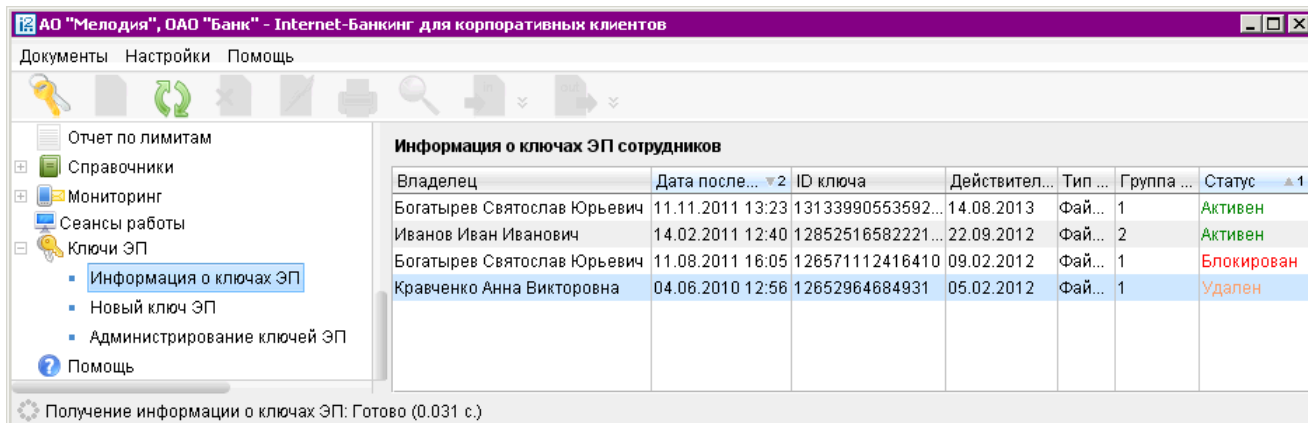 АО "Мелодия", ОАО "Банк" - Internet-Банкинг для корпоративных клиентов
Документы Настройки Помощь
in out
Отчет по лимитам
Справочники
Мониторинг
Сеансы работы
Ключи ЭП
Информация о ключах ЭП
Новый ключ ЭП
Администрирование ключей ЭП
Помощь
Информация о ключах ЭП сотрудников
Владелец Дата после... 2 ID ключа Действител... Тип ... Группа ... Статус 1
Богатырев Святослав Юрьевич 11.11.2011 13:23 13133990553592... 14.08.2013 Фай... 1 Активен
Иванов Иван Иванович 14.02.2011 12:40 12852516582221... 22.09.2012 Фай... 2 Активен
Богатырев Святослав Юрьевич 11.08.2011 16:05 126571112416410 09.02.2012 Фай... 1 Блокирован
Кравченко Анна Викторовна 04.06.2010 12:56 12652964684931 05.02.2012 Фай... 1 Удален
Получение информации о ключах ЭП: Готово (0.031 с.)